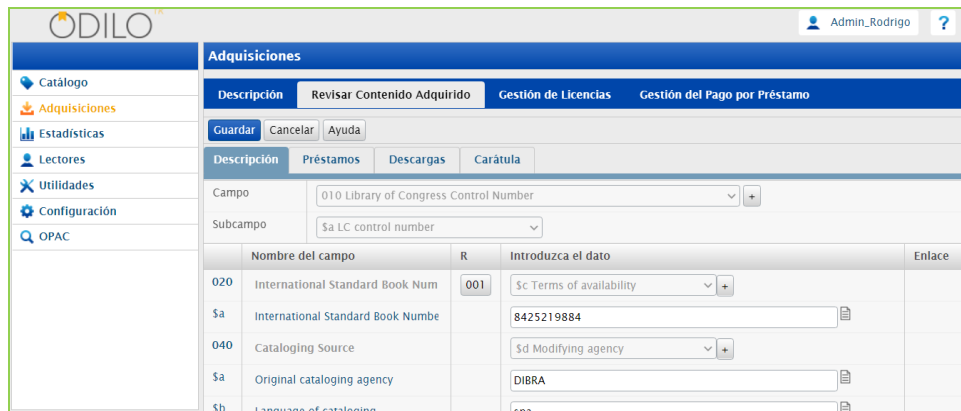 ODILO TK
Admin_Rodrigo ?
Adquisiciones
Catálogo
Adquisiciones
Estadísticas
Lectores
Utilidades
Configuración
OPAC
Descripción Revisar Contenido Adquirido Gestión de Licencias Gestión del Pago por Préstamo
Guardar Cancelar Ayuda
Descripción Préstamos Descargas Carátula
Campo 010 Library of Congress Control Number +
Subcampo $a LC control number
Nombre del campo R Introduzca el dato Enlace
020 International Standard Book Num 001 $c Terms of availability +
$a International Standard Book Numbe 8425219884
040 Cataloging Source $d Modifying agency +
$a Original cataloging agency DIBRA
$b Language of cataloging spa